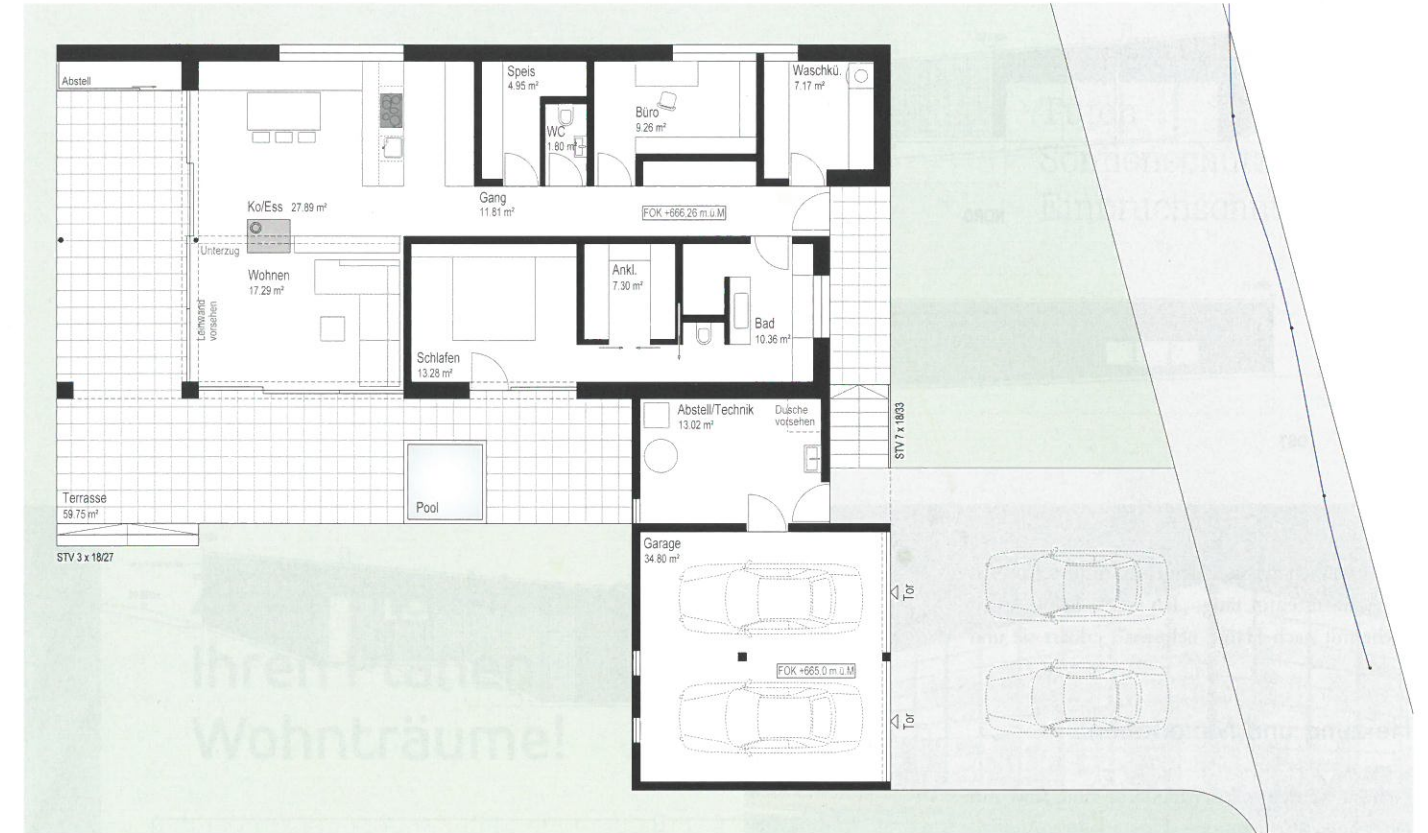 Abstell
Speis
4.95 m²
WC
1.80 m²
Büro
9.26 m²
Waschkü.
7.17 m²
Ko/Ess 27.89 m²
Gang
11.81 m²
FOK +666.26 m.ü.M
Unterzug
Wohnen
17.29 m²
Leinwand
vorsehen
Ankl.
7.30 m²
Bad
10.36 m²
Schlafen
13.28 m²
Abstell/Technik
13.02 m²
Dusche
vorsehen
STV 7 x 18/33
Terrasse
59.75 m²
Pool
STV 3 x 18/27
Garage
34.80 m²
Tor
FOK +665.0 m.ü.M
Tor
Ihren
Wohnträume!